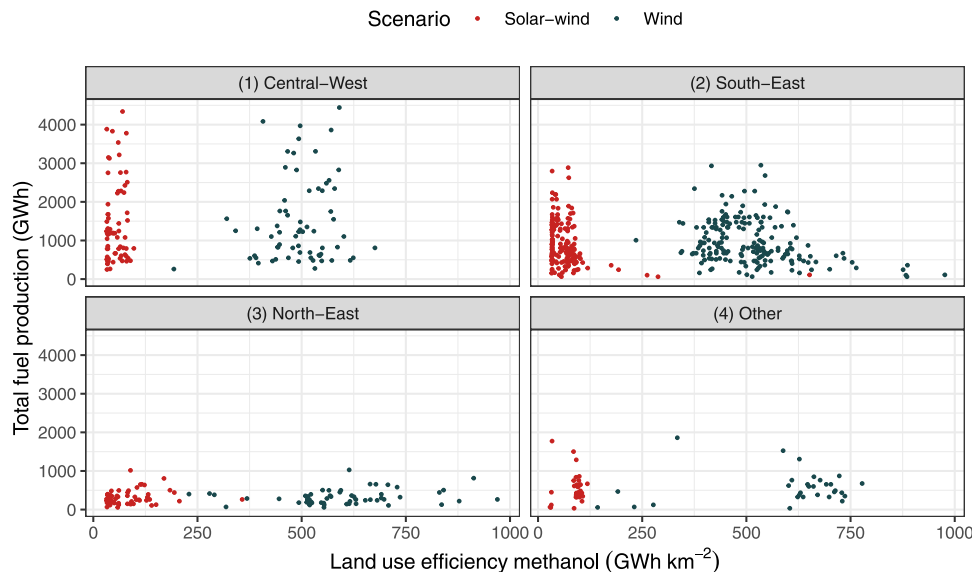 Scenario Solar−wind Wind
(1) Central−West (2) South−East
4000
3000
2000
1000
0
(3) North−East (4) Other
4000
3000
2000
1000
0
0 250 500 750 1000 0 250 500 750 1000
Total fuel production (GWh)
Land use efficiency methanol (GWh km⁻²)